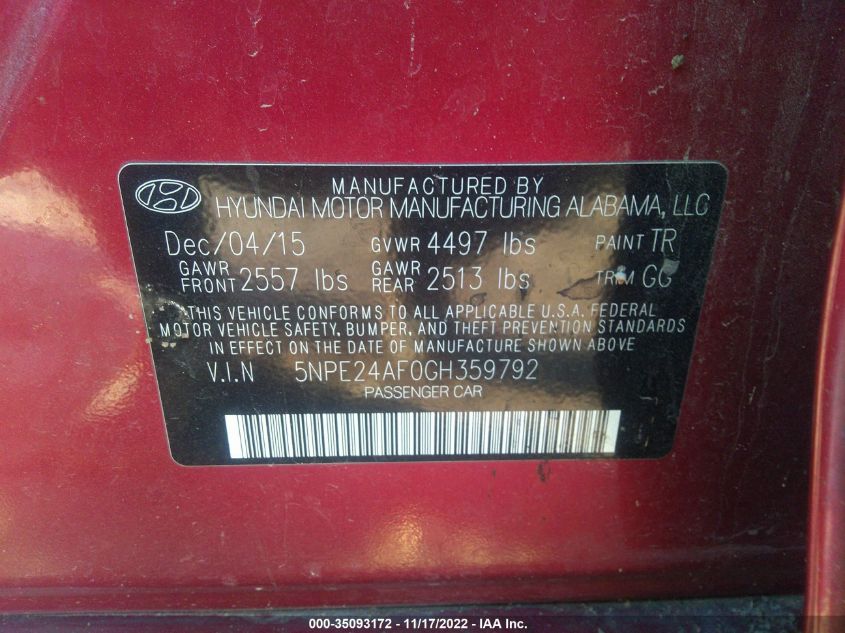 MANUFACTURED BY
HYUNDAI MOTOR MANUFACTURING ALABAMA, LLC
Dec/04/15 GVWR 4497 lbs PAINT TR
GAWR FRONT 2557 lbs GAWR REAR 2513 lbs TRIM GG
THIS VEHICLE CONFORMS TO ALL APPLICABLE U.S.A. FEDERAL
MOTOR VEHICLE SAFETY, BUMPER, AND THEFT PREVENTION STANDARDS
IN EFFECT ON THE DATE OF MANUFACTURE SHOWN ABOVE
V.I.N 5NPE24AF0GH359792
PASSENGER CAR
000-35093172 - 11/17/2022 - IAA Inc.